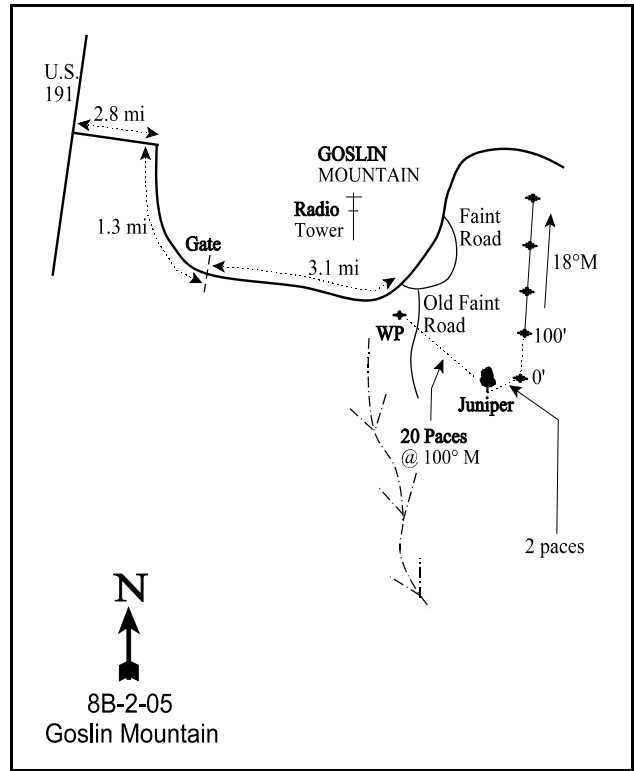 U.S.
191
2.8 mi
GOSLIN
MOUNTAIN
Radio
Tower
Faint
Road
1.3 mi
Gate
3.1 mi
18°M
Old Faint
Road
WP
100'
0'
Juniper
20 Paces
@ 100° M
2 paces
N
8B-2-05
Goslin Mountain